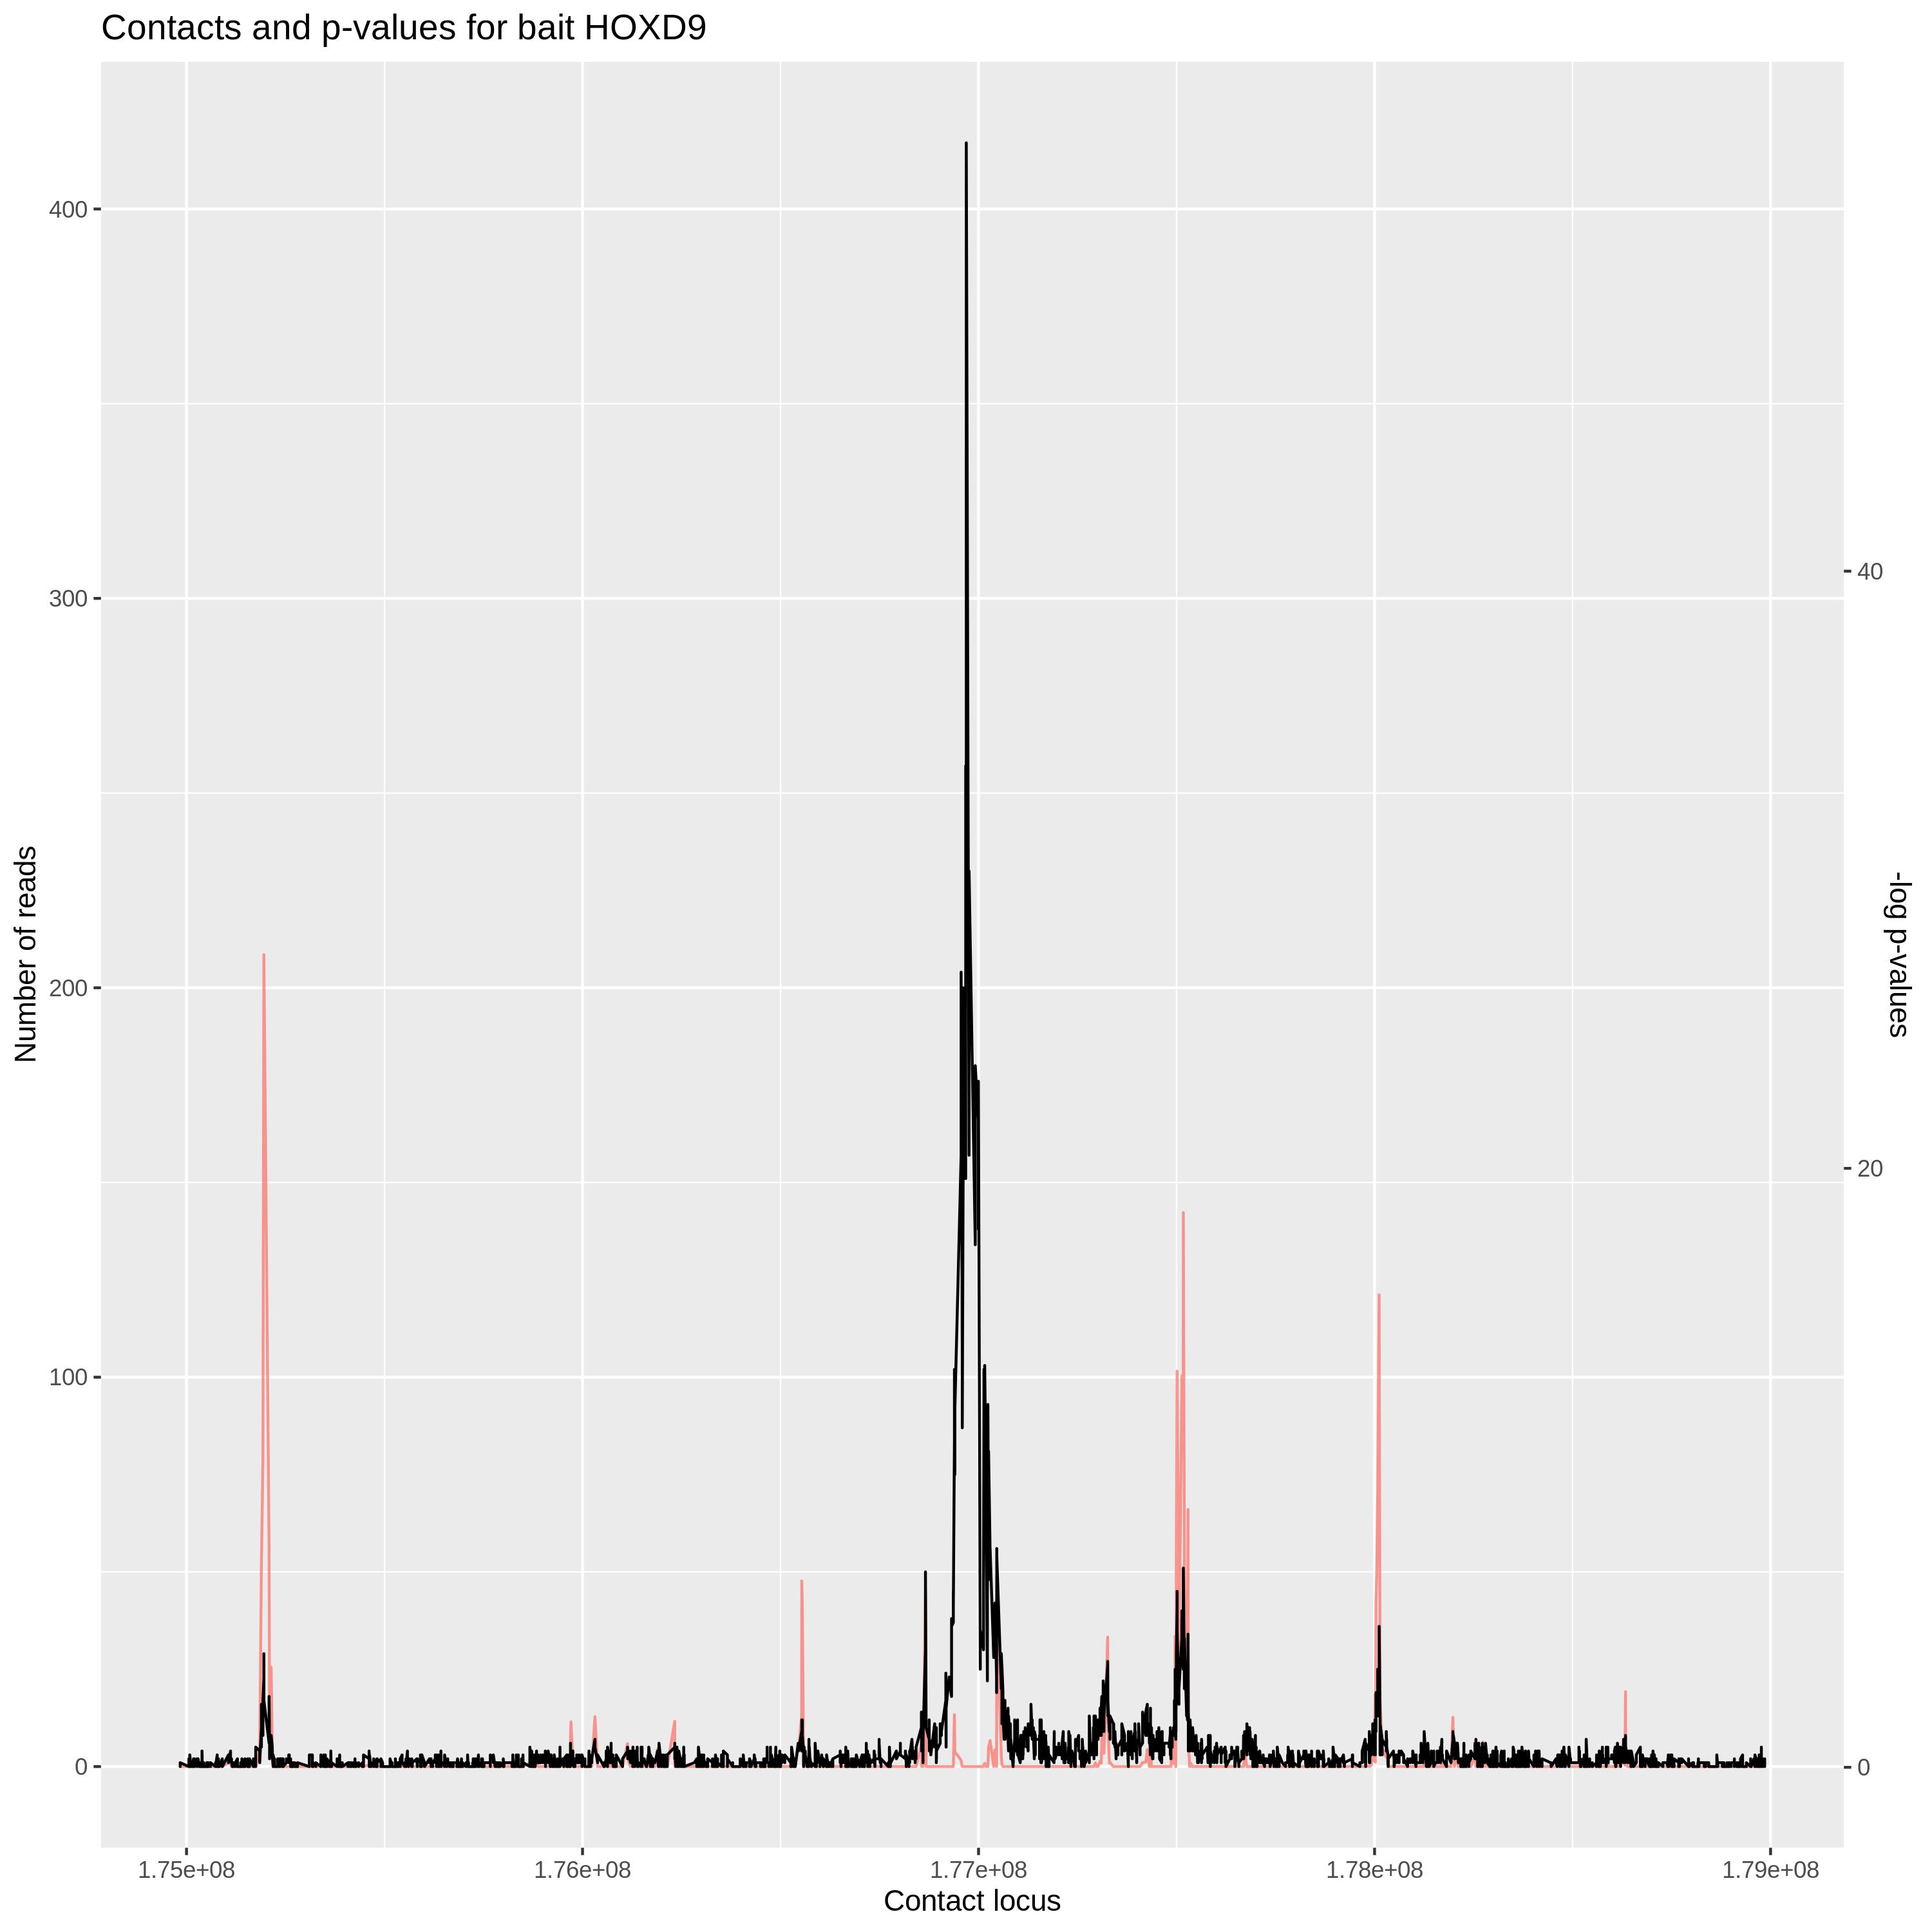 Contacts and p-values for bait HOXD9
400
300
200
100
0
Number of reads
40
20
0
-log p-values
1.75e+08
1.76e+08
1.77e+08
1.78e+08
1.79e+08
Contact locus